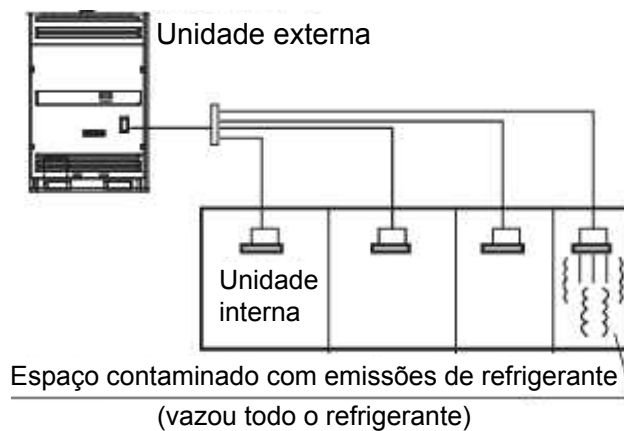 Unidade externa
Unidade
interna
Espaço contaminado com emissões de refrigerante
(vazou todo o refrigerante)